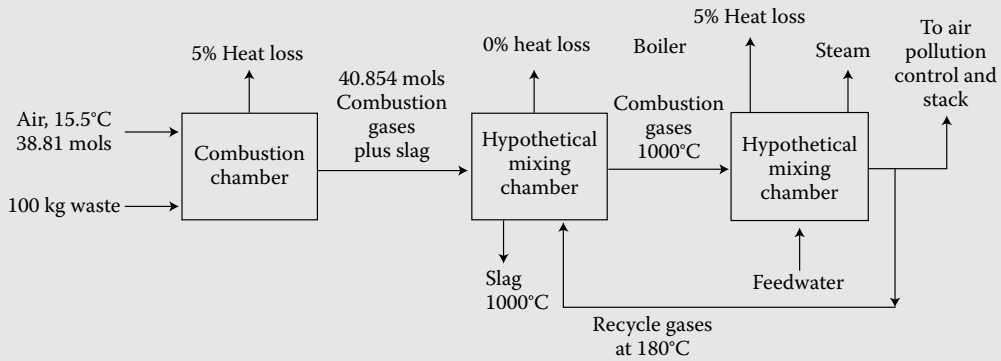 5% Heat loss
Air, 15.5°C
38.81 mols
100 kg waste
Combustion
chamber
40.854 mols
Combustion
gases
plus slag
0% heat loss
Hypothetical
mixing
chamber
Slag
1000°C
Combustion
gases
1000°C
Boiler
5% Heat loss
Steam
Hypothetical
mixing
chamber
Feedwater
To air
pollution
control and
stack
Recycle gases
at 180°C